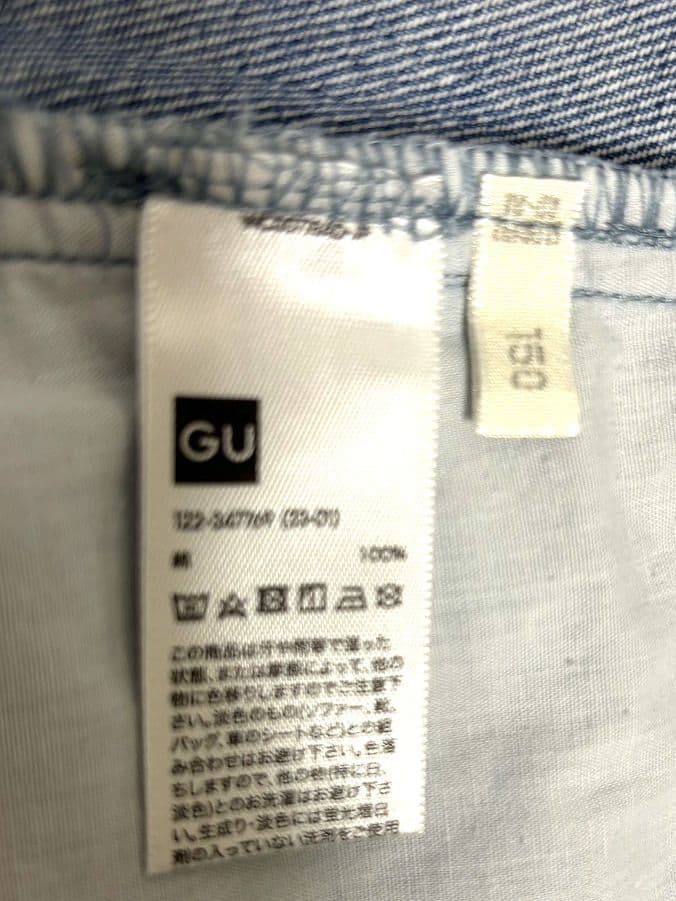 GU
122-347769 (23-01)
綿 100%
この商品は汗や雨等で湿った
状態、または摩擦によって、他の
物に色移りしますのでご注意下
さい。淡色のもの(ソファー、靴、
バッグ、車のシートなど)との組
み合わせはお避け下さい。色落
ちしますので、他の物(特に白、
淡色)とのお洗濯はお避け下さ
い。生成り・淡色には蛍光増白
剤の入っていない洗剤をご使用
150